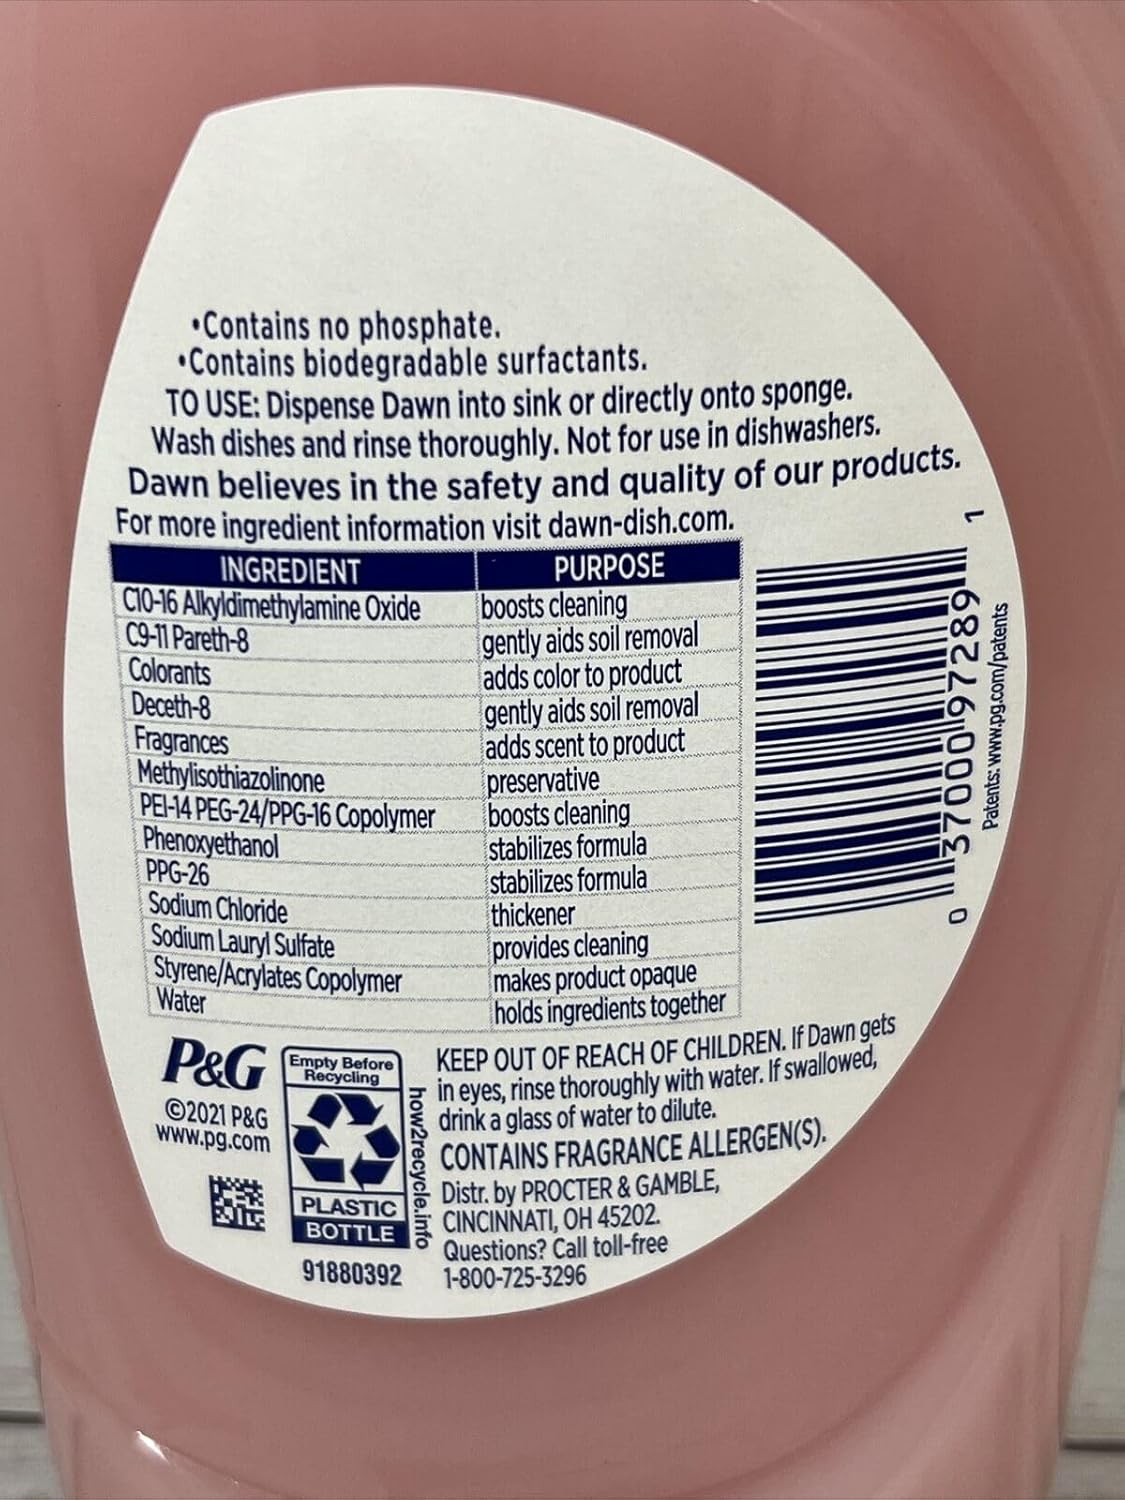 •Contains no phosphate.
•Contains biodegradable surfactants.
TO USE: Dispense Dawn into sink or directly onto sponge.
Wash dishes and rinse thoroughly. Not for use in dishwashers.
Dawn believes in the safety and quality of our products.
For more ingredient information visit dawn-dish.com.
INGREDIENT PURPOSE
C10-16 Alkyldimethylamine Oxide boosts cleaning
C9-11 Pareth-8 gently aids soil removal
Colorants adds color to product
Deceth-8 gently aids soil removal
Fragrances adds scent to product
Methylisothiazolinone preservative
PEI-14 PEG-24/PPG-16 Copolymer boosts cleaning
Phenoxyethanol stabilizes formula
PPG-26 stabilizes formula
Sodium Chloride thickener
Sodium Lauryl Sulfate provides cleaning
Styrene/Acrylates Copolymer makes product opaque
Water holds ingredients together
0 37000 97289 1
Patents: www.pg.com/patents
P&G
©2021 P&G
www.pg.com
Empty Before
Recycling
PLASTIC
BOTTLE
how2recycle.info
91880392
KEEP OUT OF REACH OF CHILDREN. If Dawn gets
in eyes, rinse thoroughly with water. If swallowed,
drink a glass of water to dilute.
CONTAINS FRAGRANCE ALLERGEN(S).
Distr. by PROCTER & GAMBLE,
CINCINNATI, OH 45202.
Questions? Call toll-free
1-800-725-3296